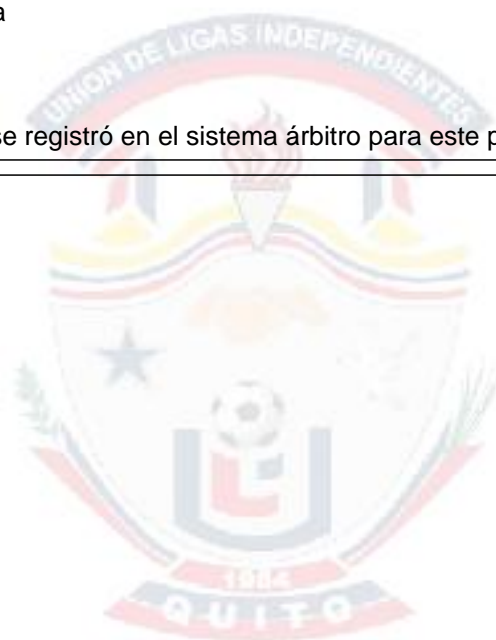 a
UNION DE LIGAS INDEPENDIENTES
se registró en el sistema árbitro para este p
1984
QUITO